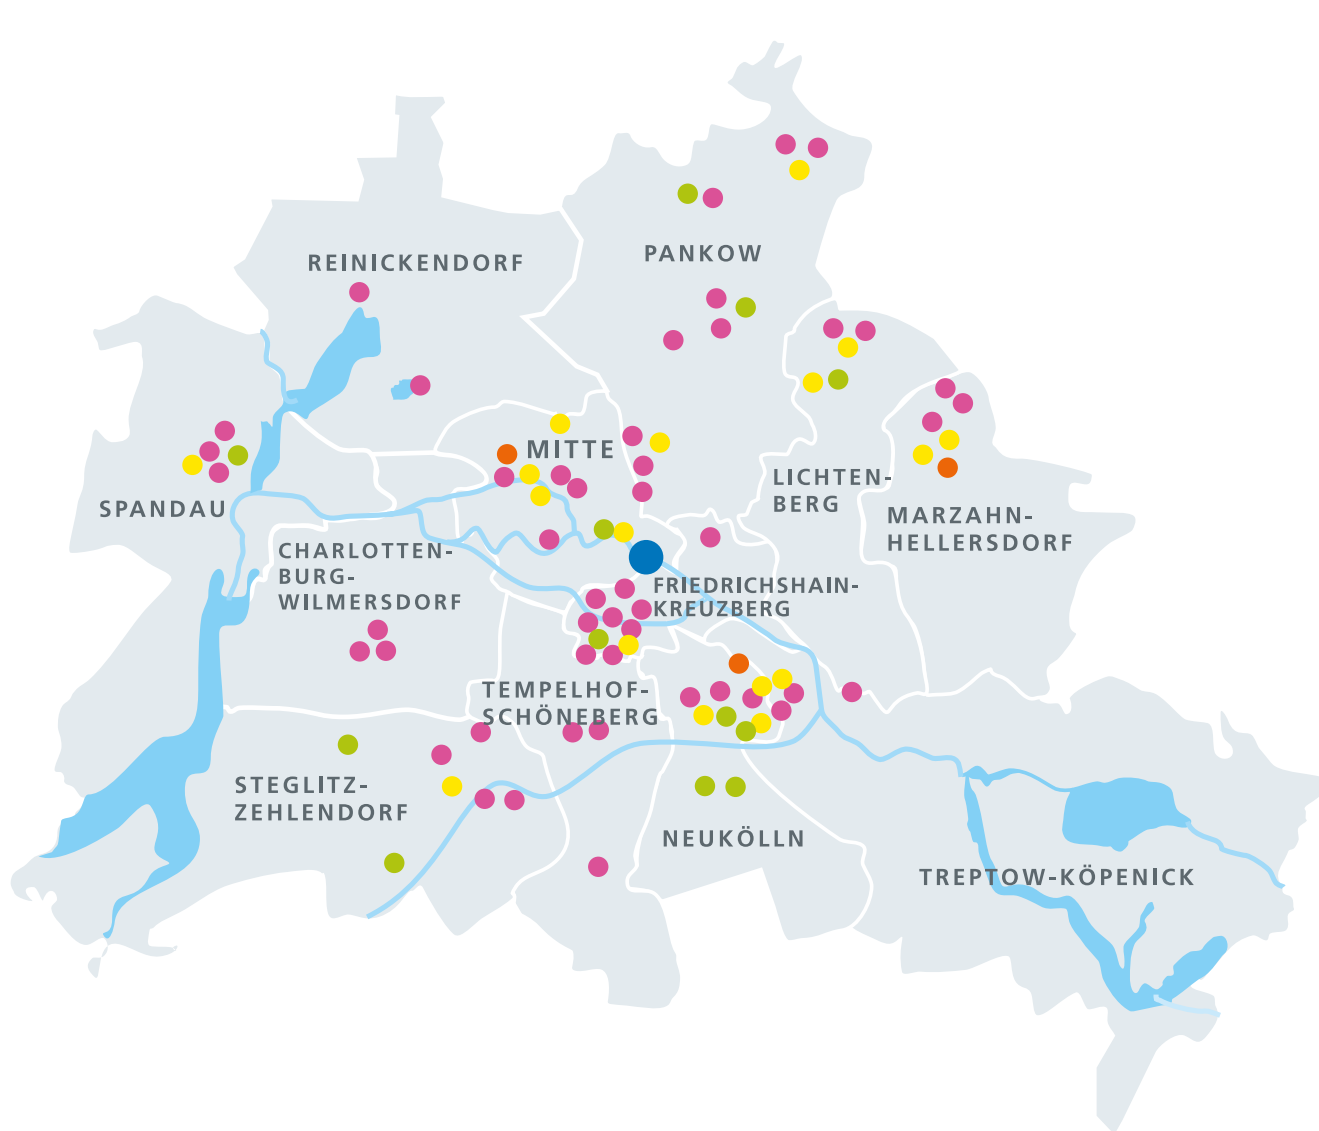 PANKOW
REINICKENDORF
MITTE
LICHTEN-
BERG
SPANDAU
MARZAHN-
HELLERSDORF
CHARLOTTEN-
BURG-
WILMERSDORF
FRIEDRICHSHAIN-
KREUZBERG
TEMPELHOF-
SCHÖNEBERG
STEGLITZ-
ZEHLENDORF
NEUKÖLLN
TREPTOW-KÖPENICK